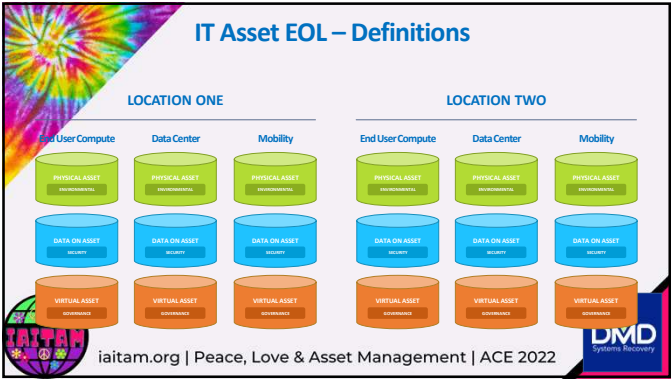 IT Asset EOL – Definitions
LOCATION ONE
LOCATION TWO
End User Compute
Data Center
Mobility
End User Compute
Data Center
Mobility
PHYSICAL ASSET
ENVIRONMENTAL
PHYSICAL ASSET
ENVIRONMENTAL
PHYSICAL ASSET
ENVIRONMENTAL
PHYSICAL ASSET
ENVIRONMENTAL
PHYSICAL ASSET
ENVIRONMENTAL
PHYSICAL ASSET
ENVIRONMENTAL
DATA ON ASSET
SECURITY
DATA ON ASSET
SECURITY
DATA ON ASSET
SECURITY
DATA ON ASSET
SECURITY
DATA ON ASSET
SECURITY
DATA ON ASSET
SECURITY
VIRTUAL ASSET
GOVERNANCE
VIRTUAL ASSET
GOVERNANCE
VIRTUAL ASSET
GOVERNANCE
VIRTUAL ASSET
GOVERNANCE
VIRTUAL ASSET
GOVERNANCE
VIRTUAL ASSET
GOVERNANCE
IAITAM
iaitam.org | Peace, Love & Asset Management | ACE 2022
DMD
Systems Recovery